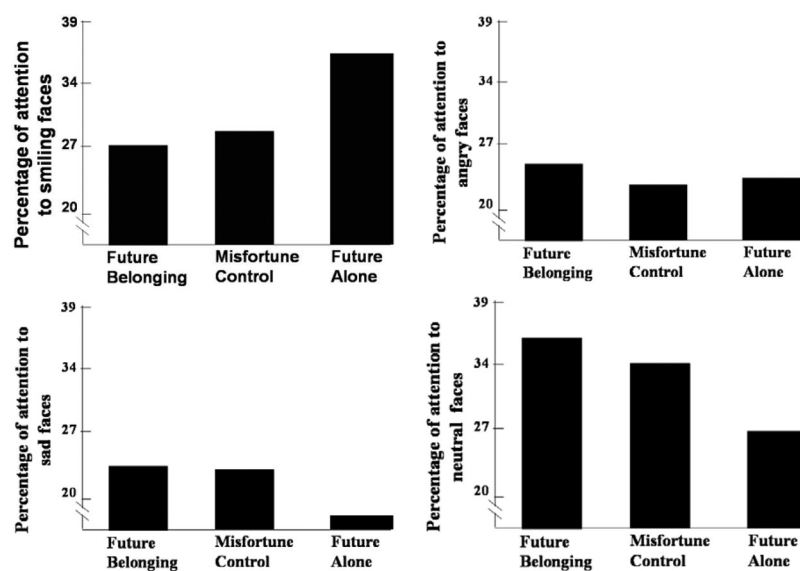 Percentage of attention
to smiling faces
39
34
27
20
Future
Belonging
Misfortune
Control
Future
Alone
Percentage of attention to
angry faces
39
34
27
20
Future
Belonging
Misfortune
Control
Future
Alone
Percentage of attention to
sad faces
39
34
27
20
Future
Belonging
Misfortune
Control
Future
Alone
Percentage of attention to
neutral faces
39
34
27
20
Future
Belonging
Misfortune
Control
Future
Alone